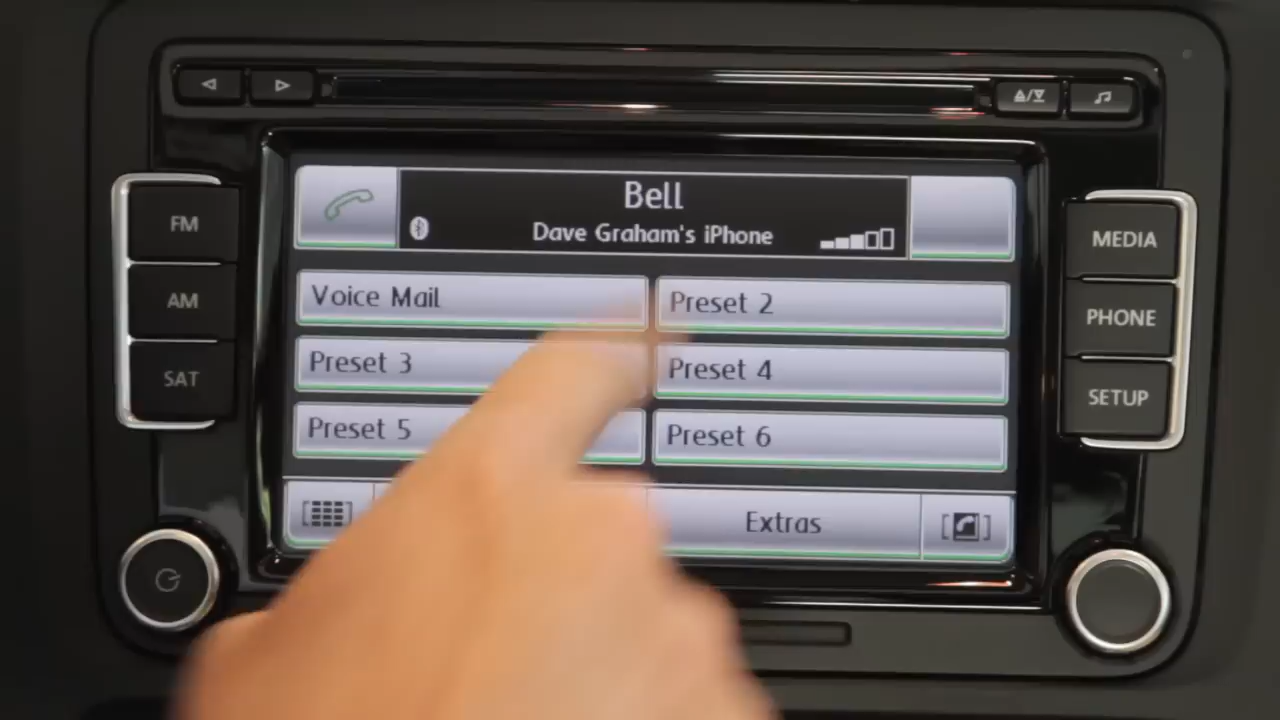 Bell
Dave Graham's iPhone
FM
AM
SAT
Voice Mail
Preset 2
Preset 3
Preset 4
Preset 5
Preset 6
Extras
MEDIA
PHONE
SETUP